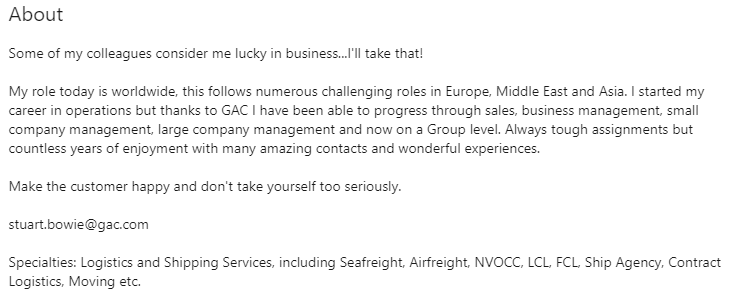 About
Some of my colleagues consider me lucky in business...I'll take that!
My role today is worldwide, this follows numerous challenging roles in Europe, Middle East and Asia. I started my
career in operations but thanks to GAC I have been able to progress through sales, business management, small
company management, large company management and now on a Group level. Always tough assignments but
countless years of enjoyment with many amazing contacts and wonderful experiences.
Make the customer happy and don't take yourself too seriously.
stuart.bowie@gac.com
Specialties: Logistics and Shipping Services, including Seafreight, Airfreight, NVOCC, LCL, FCL, Ship Agency, Contract
Logistics, Moving etc.